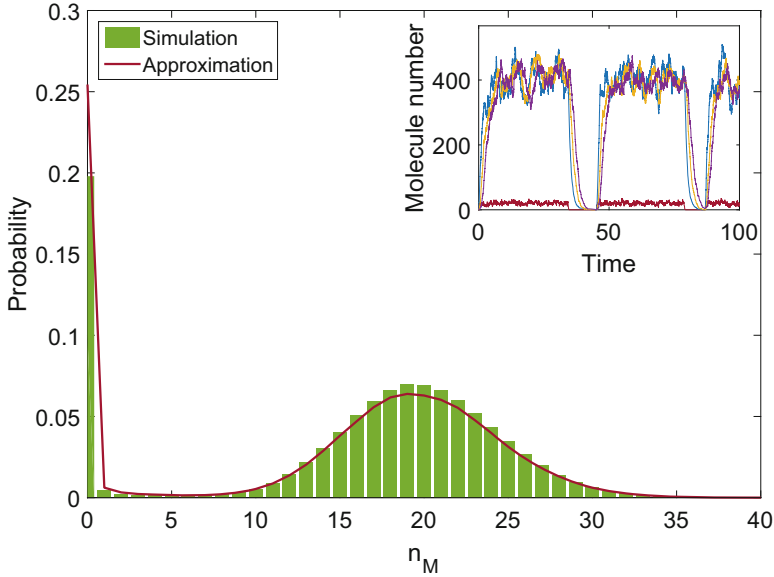 0.3
0.25
0.2
0.15
0.1
0.05
0
Probability
Simulation
Approximation
Molecule number
400
200
0
0 50 100
Time
0 5 10 15 20 25 30 35 40
n_M